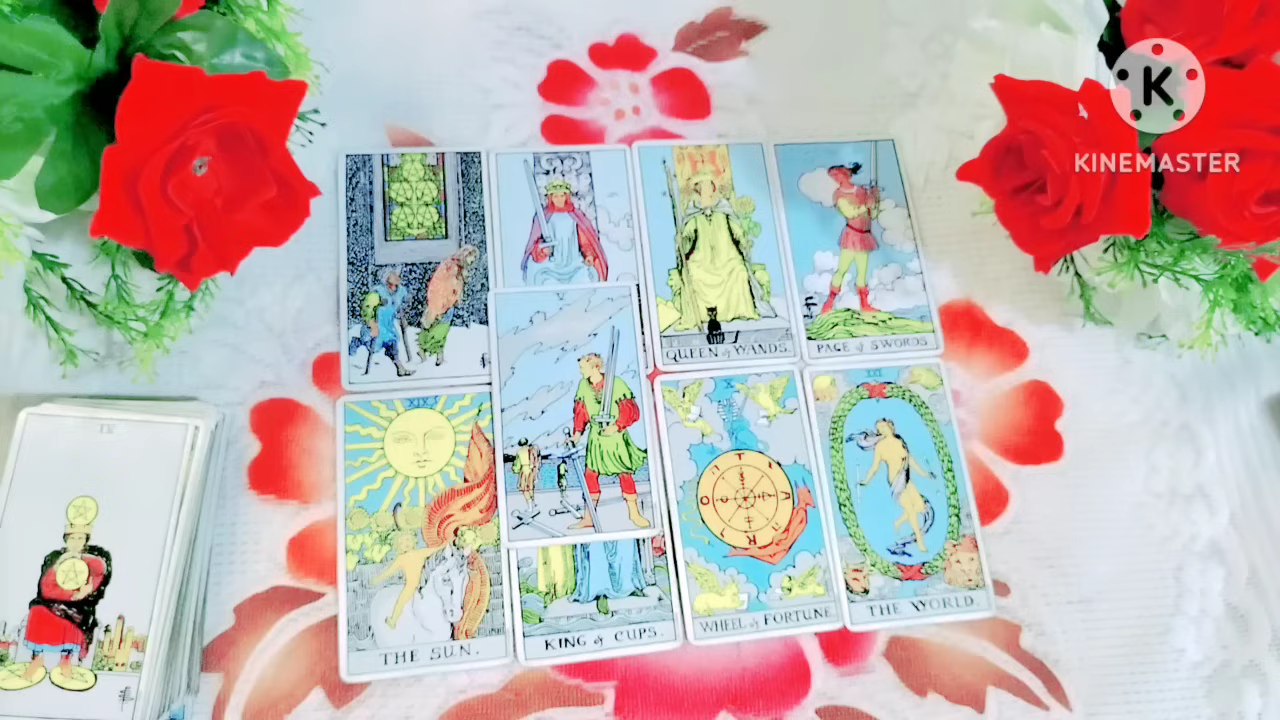 K
KINEMASTER
QUEEN of WANDS.
PAGE of SWORDS.
XIX
X
XXI
T A R O
THE SUN.
KING of CUPS.
WHEEL of FORTUNE
THE WORLD.
IV